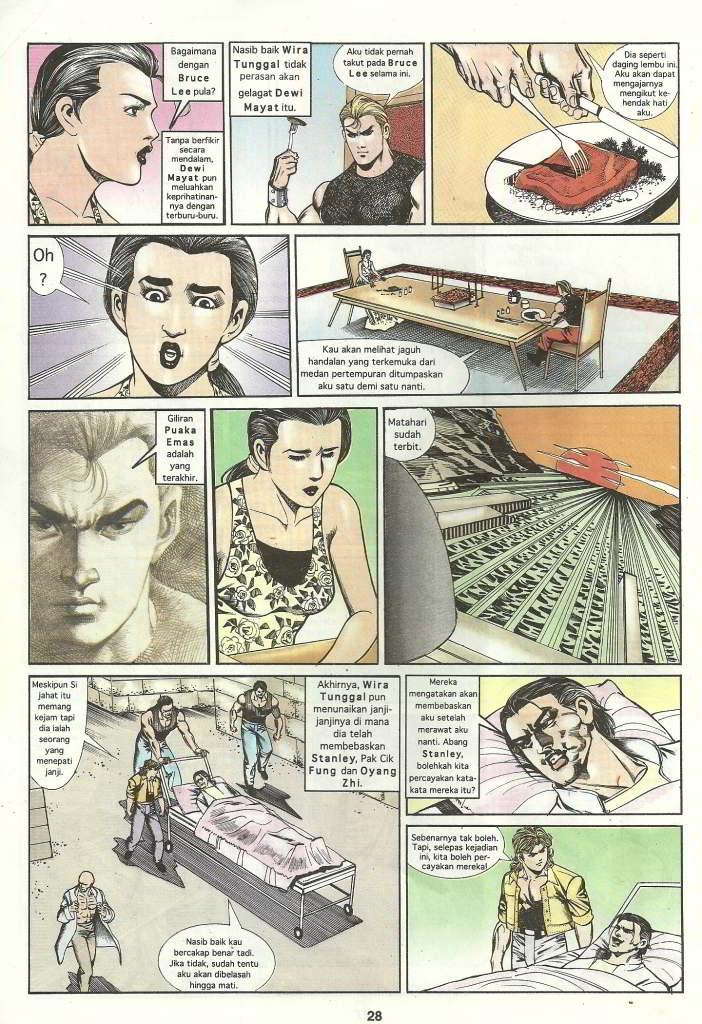 Bagaimana
dengan
Bruce
Lee pula?
Tanpa berfikir
secara
mendalam,
Dewi
Mayat pun
meluahkan
keprihatinan-
nya dengan
terburu-buru.
Nasib baik Wira
Tunggal tidak
perasan akan
gelagat Dewi
Mayat itu.
Aku tidak pernah
takut pada Bruce
Lee selama ini.
Dia seperti
daging lembu ini.
Aku akan dapat
mengajarnya
mengikut ke-
hendak hati
aku.
Oh
?
Kau akan melihat jaguh
handalan yang terkemuka dari
medan pertempuran ditumpaskan
aku satu demi satu nanti.
Giliran
Puaka
Emas
adalah
yang
terakhir.
Matahari
sudah
terbit.
Meskipun Si
jahat itu
memang
kejam tapi
dia ialah
seorang
yang
menepati
janji.
Akhirnya, Wira
Tunggal pun
menunaikan janji-
janjinya di mana
dia telah
membebaskan
Stanley, Pak Cik
Fung dan Oyang
Zhi.
Nasib baik kau
bercakap benar tadi.
Jika tidak, sudah tentu
aku akan dibelasah
hingga mati.
Mereka
mengatakan akan
membebaskan
aku setelah
merawat aku
nanti. Abang
Stanley,
bolehkah kita
percayakan kata-
kata mereka itu?
Sebenarnya tak boleh.
Tapi, selepas kejadian
ini, kita boleh per-
cayakan mereka!
28